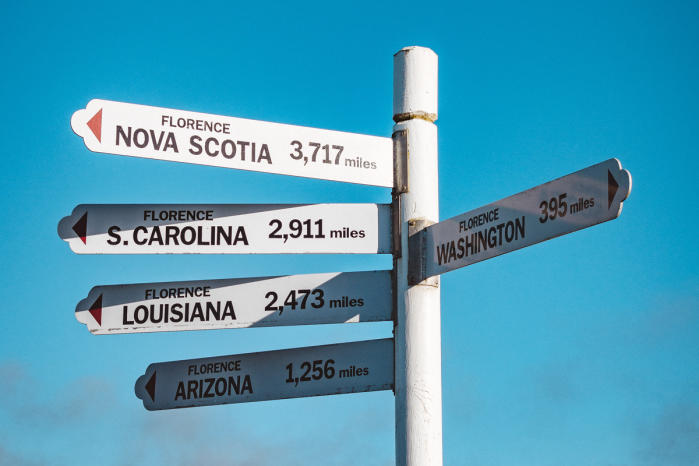 FLORENCE
NOVA SCOTIA 3,717 miles
FLORENCE
S. CAROLINA 2,911 miles
FLORENCE
WASHINGTON 395 miles
FLORENCE
LOUISIANA 2,473 miles
FLORENCE
ARIZONA 1,256 miles